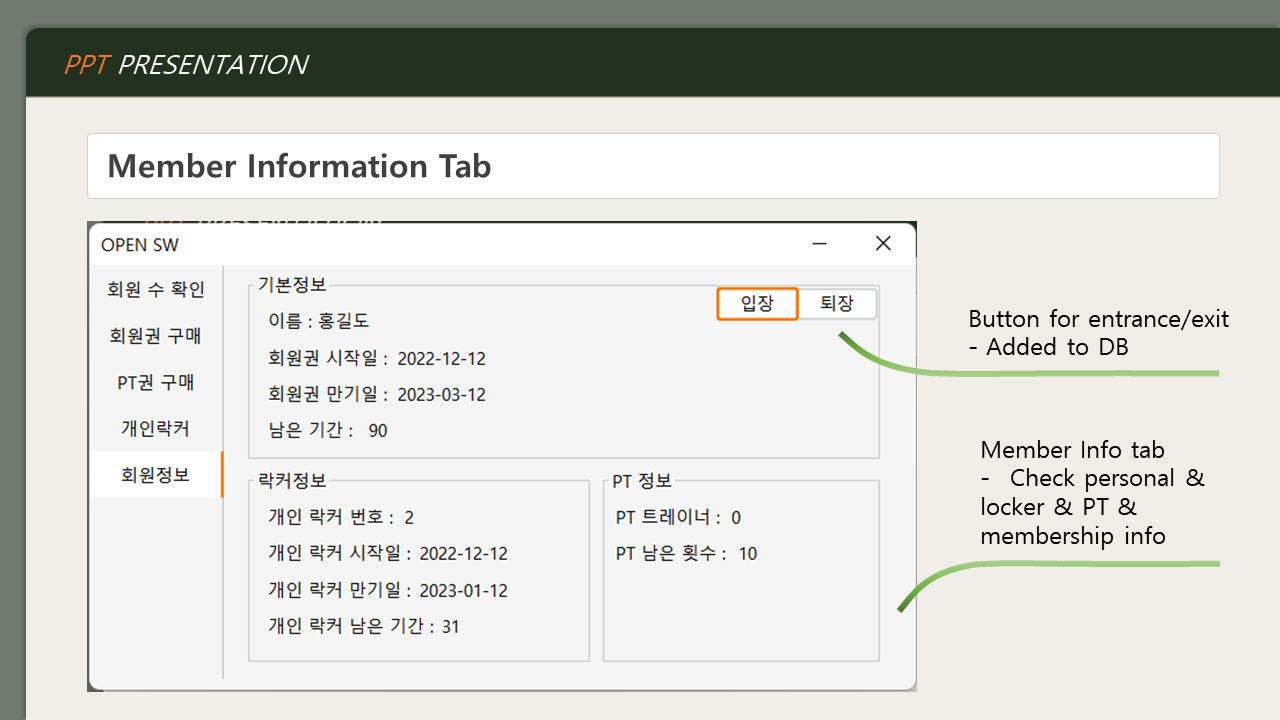 PPT PRESENTATION
Member Information Tab
OPEN SW
회원 수 확인
회원권 구매
PT권 구매
개인락커
회원정보
기본정보
입장
퇴장
이름 : 홍길도
회원권 시작일 : 2022-12-12
회원권 만기일 : 2023-03-12
남은 기간 : 90
락커정보
개인 락커 번호 : 2
개인 락커 시작일 : 2022-12-12
개인 락커 만기일 : 2023-01-12
개인 락커 남은 기간 : 31
PT 정보
PT 트레이너 : 0
PT 남은 횟수 : 10
Button for entrance/exit
- Added to DB
Member Info tab
- Check personal &
locker & PT &
membership info